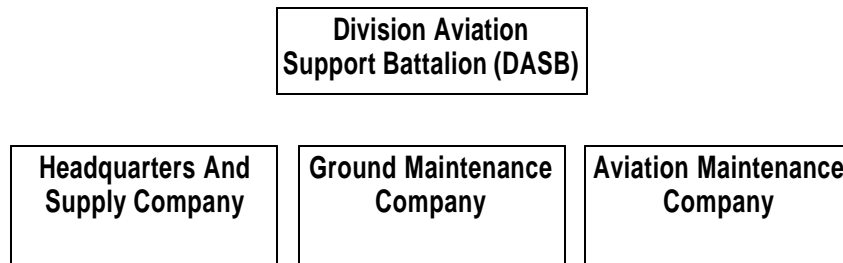 Division Aviation
Support Battalion (DASB)
Headquarters And
Supply Company
Ground Maintenance
Company
Aviation Maintenance
Company